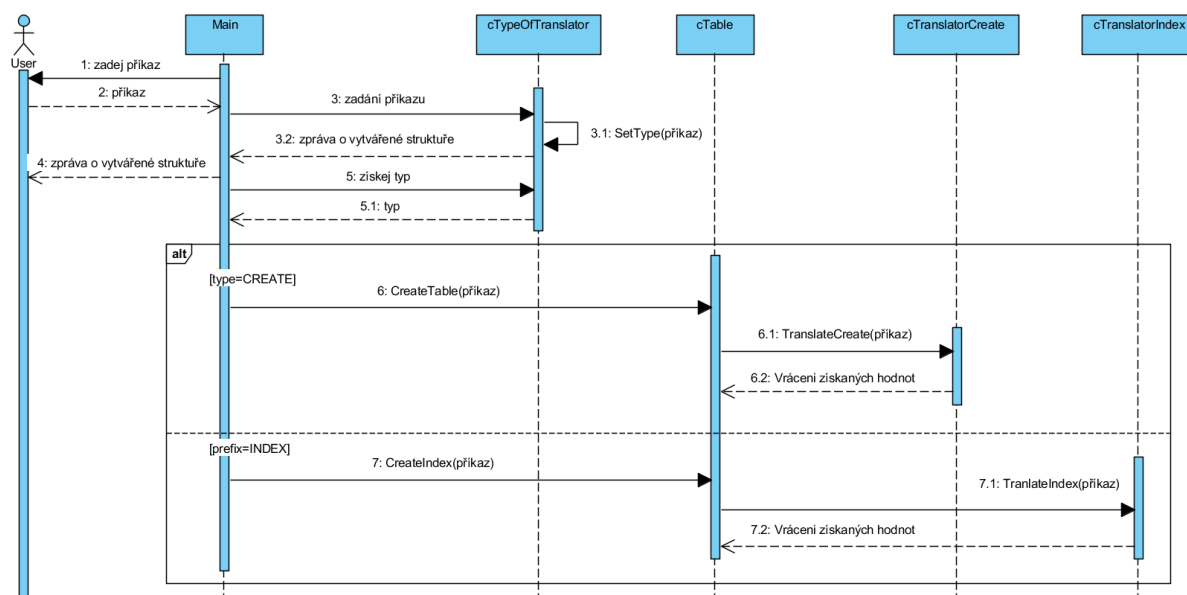 User
Main
cTypeOfTranslator
cTable
cTranslatorCreate
cTranslatorIndex
1: zadej příkaz
2: příkaz
3: zadání příkazu
3.1: SetType(příkaz)
3.2: zpráva o vytvářené struktuře
4: zpráva o vytvářené struktuře
5: získej typ
5.1: typ
alt
[type=CREATE]
6: CreateTable(příkaz)
6.1: TranslateCreate(příkaz)
6.2: Vrácení získaných hodnot
[prefix=INDEX]
7: CreateIndex(příkaz)
7.1: TranlateIndex(příkaz)
7.2: Vrácení získaných hodnot